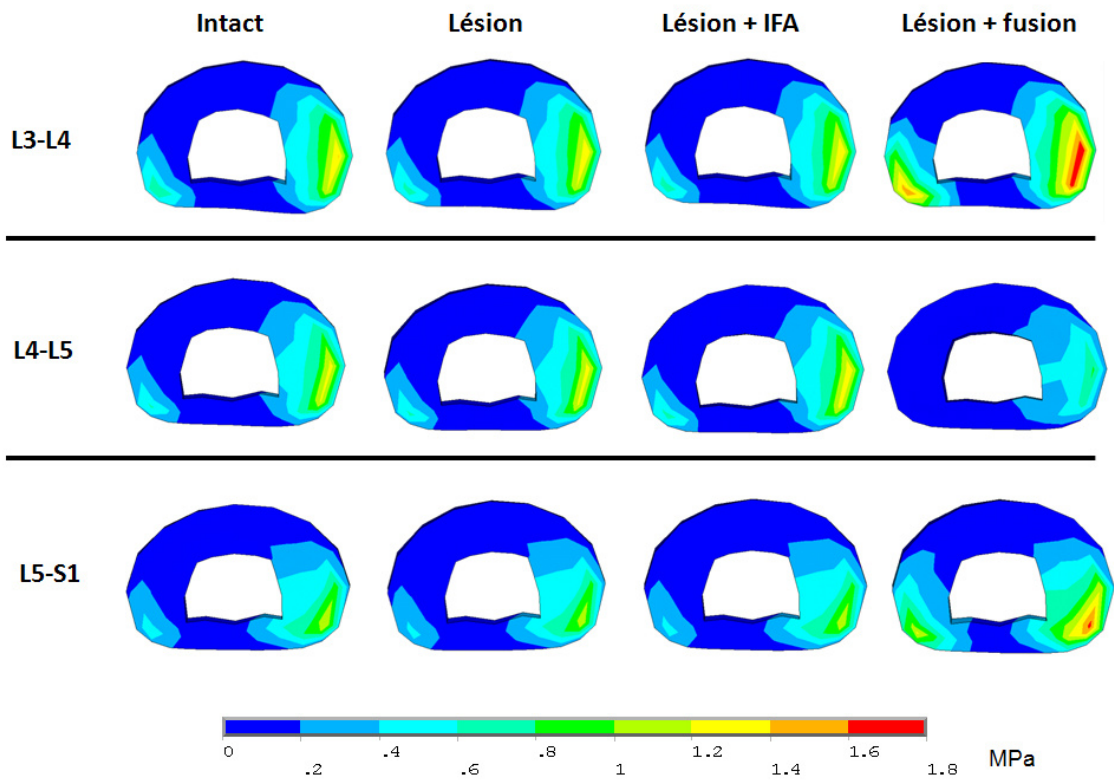 Intact Lésion Lésion + IFA Lésion + fusion
L3-L4
L4-L5
L5-S1
0 .4 .8 1.2 1.6 MPa
.2 .6 1 1.4 1.8